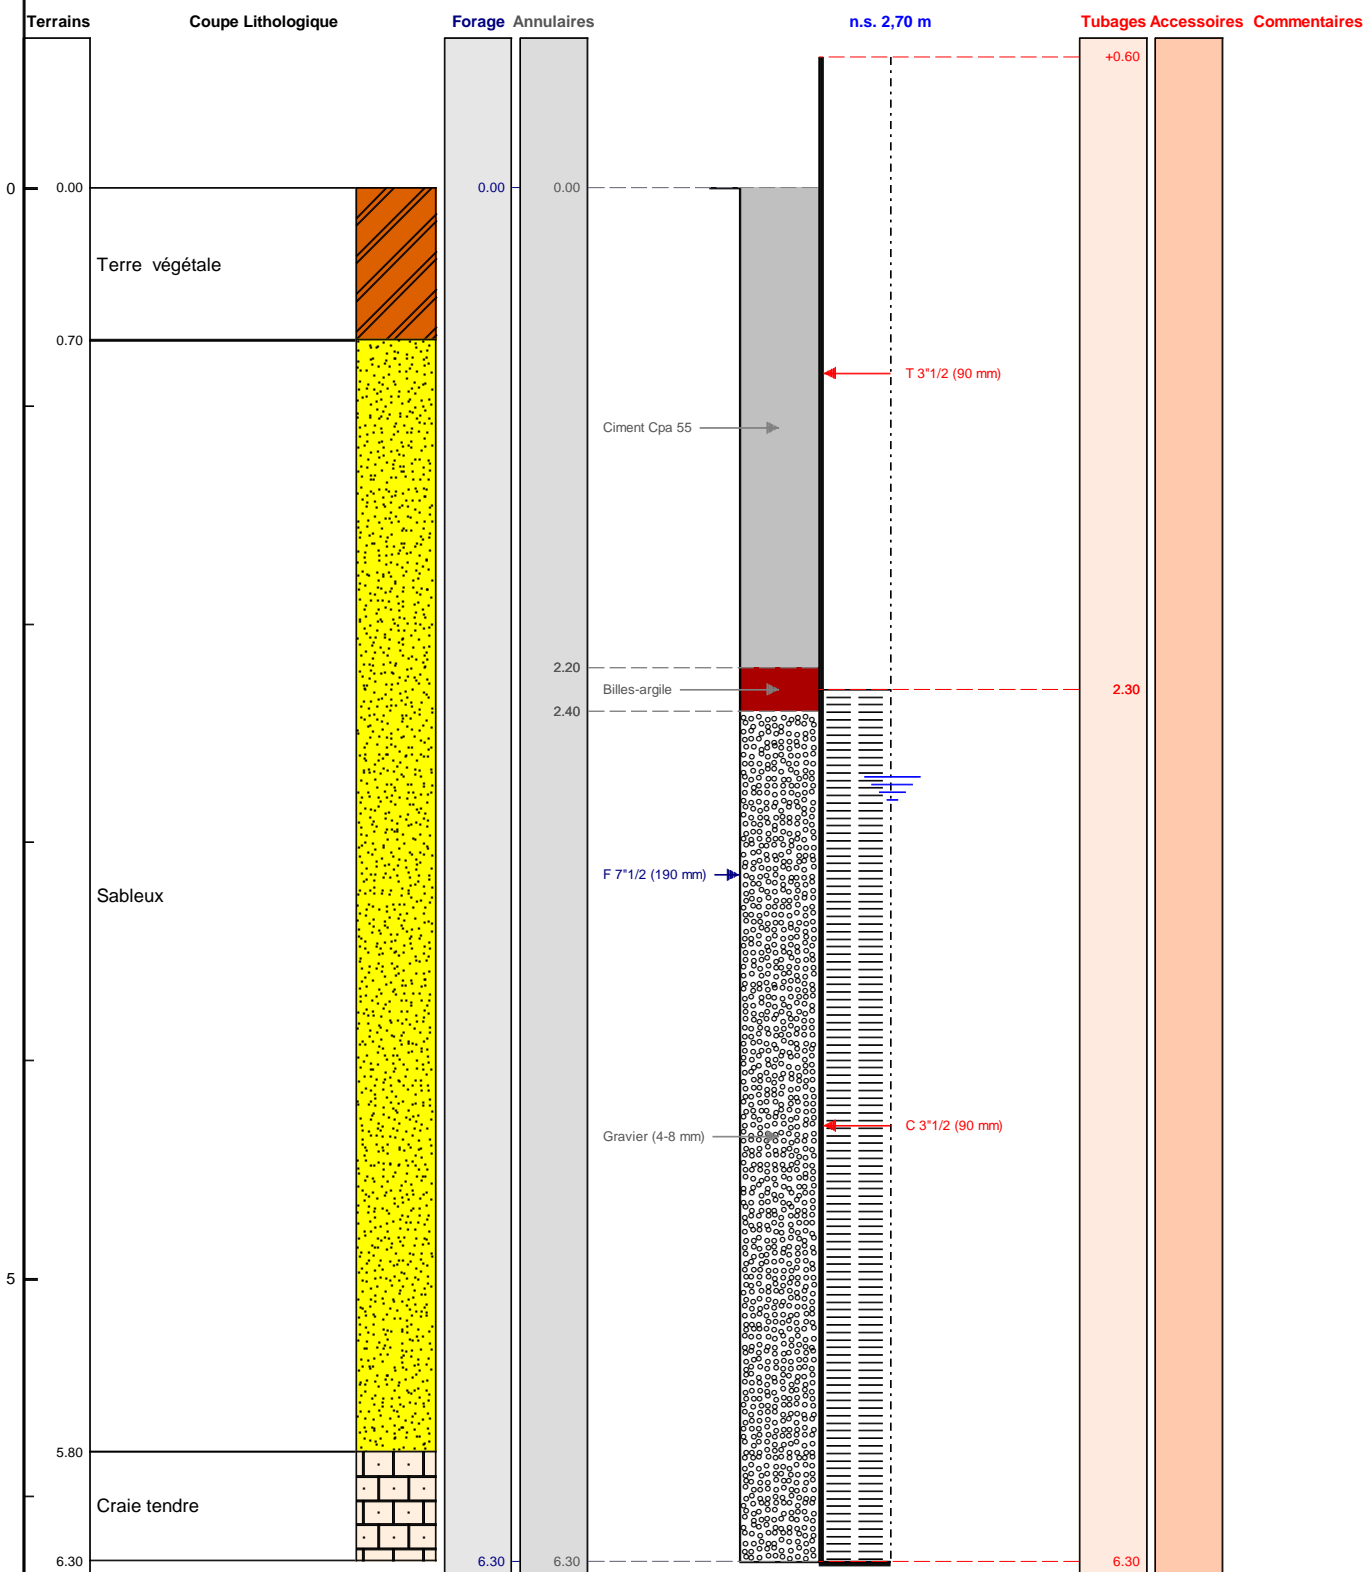 Terrains Coupe Lithologique Forage Annulaires n.s. 2,70 m Tubages Accessoires Commentaires
+0.60
0 0.00 0.00 0.00
Terre végétale
0.70
T 3"1/2 (90 mm)
Ciment Cpa 55
2.20
Billes-argile 2.30
2.40
F 7"1/2 (190 mm)
Sableux
C 3"1/2 (90 mm)
Gravier (4-8 mm)
5
5.80
Craie tendre
6.30 6.30 6.30 6.30